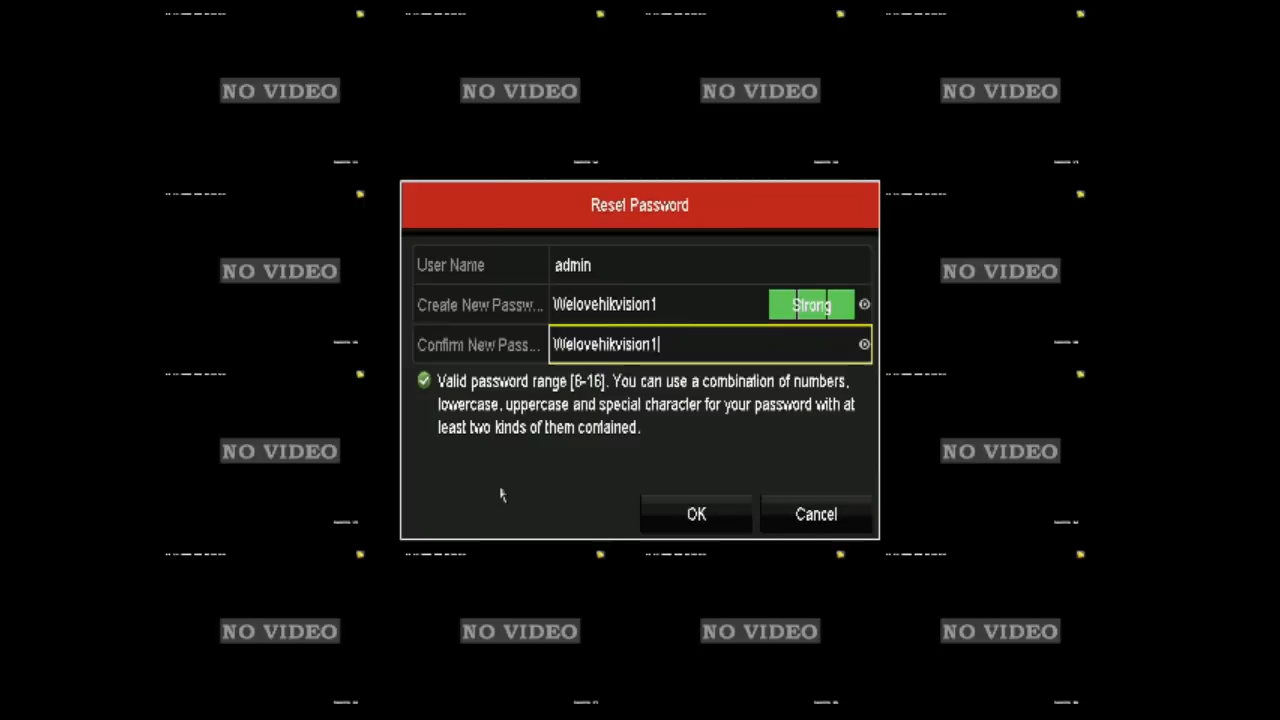 NO VIDEO NO VIDEO NO VIDEO NO VIDEO
Reset Password
User Name admin
NO VIDEO NO VIDEO
Create New Passw... Welovehikvision1 Strong
Confirm New Pass... Welovehikvision1
Valid password range [8-16]. You can use a combination of numbers,
lowercase, uppercase and special character for your password with at
least two kinds of them contained.
NO VIDEO NO VIDEO
OK Cancel
NO VIDEO NO VIDEO NO VIDEO NO VIDEO